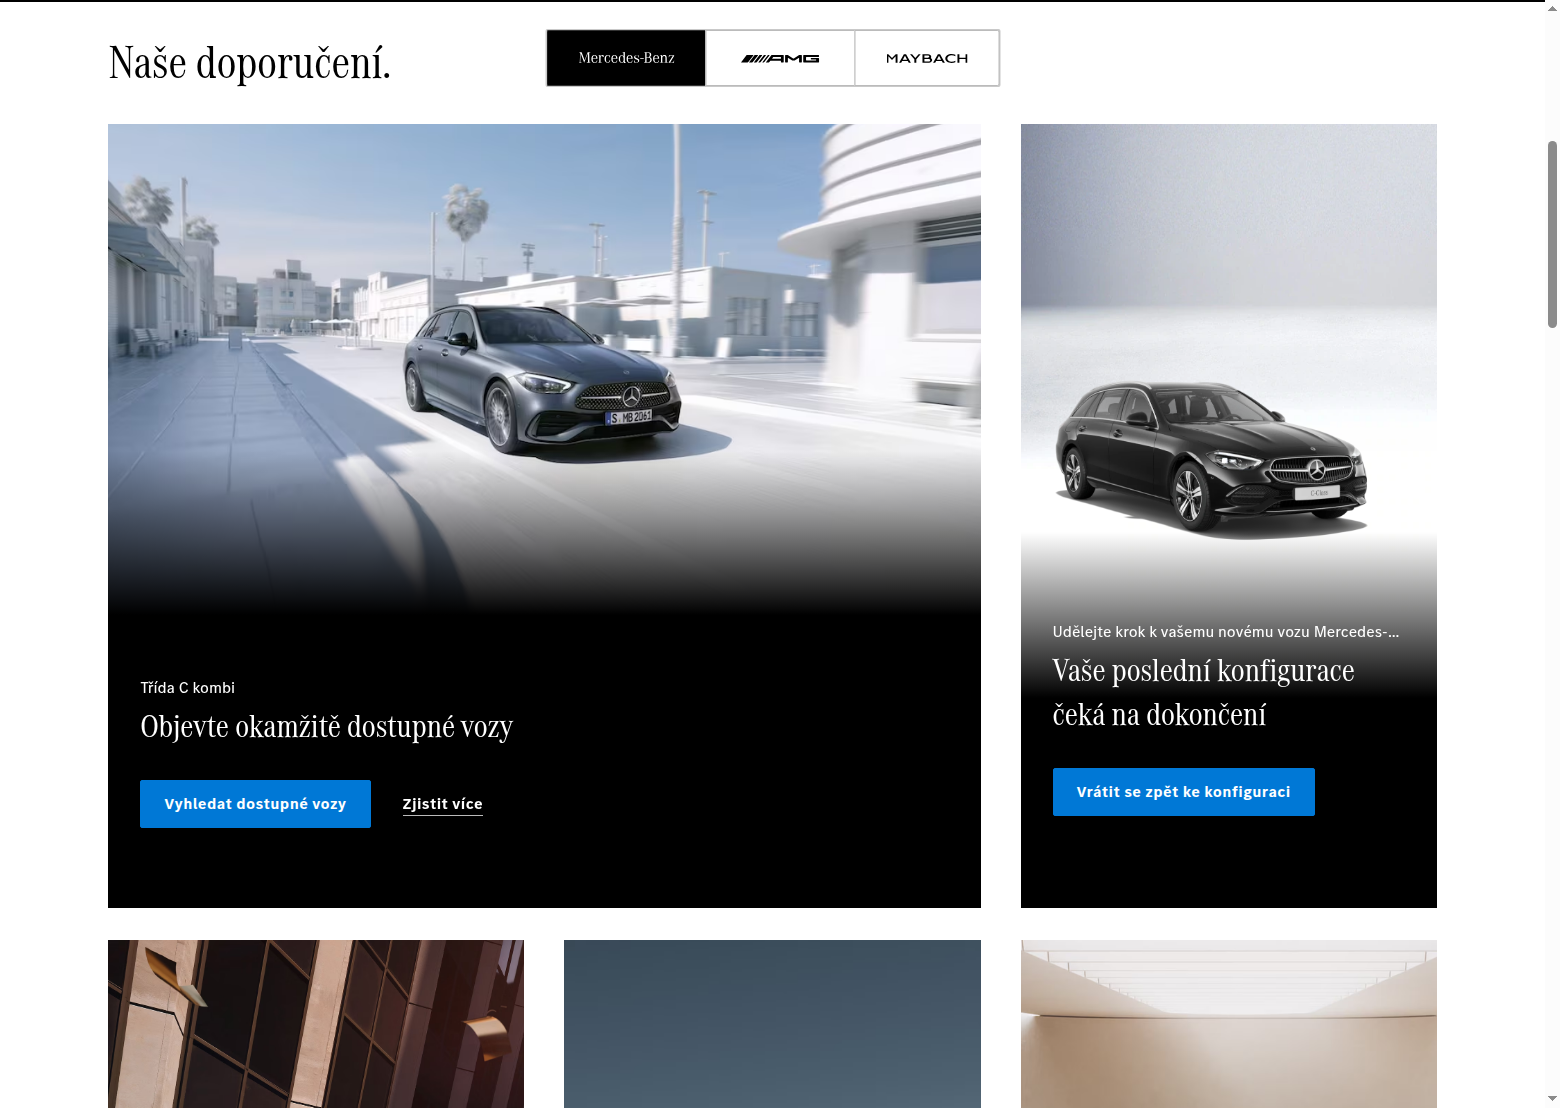 Naše doporučení.
Mercedes-Benz
AMG
MAYBACH
S MB 2061
C-Class
Třída C kombi
Objevte okamžitě dostupné vozy
Vyhledat dostupné vozy
Zjistit více
Udělejte krok k vašemu novému vozu Mercedes-...
Vaše poslední konfigurace
čeká na dokončení
Vrátit se zpět ke konfiguraci